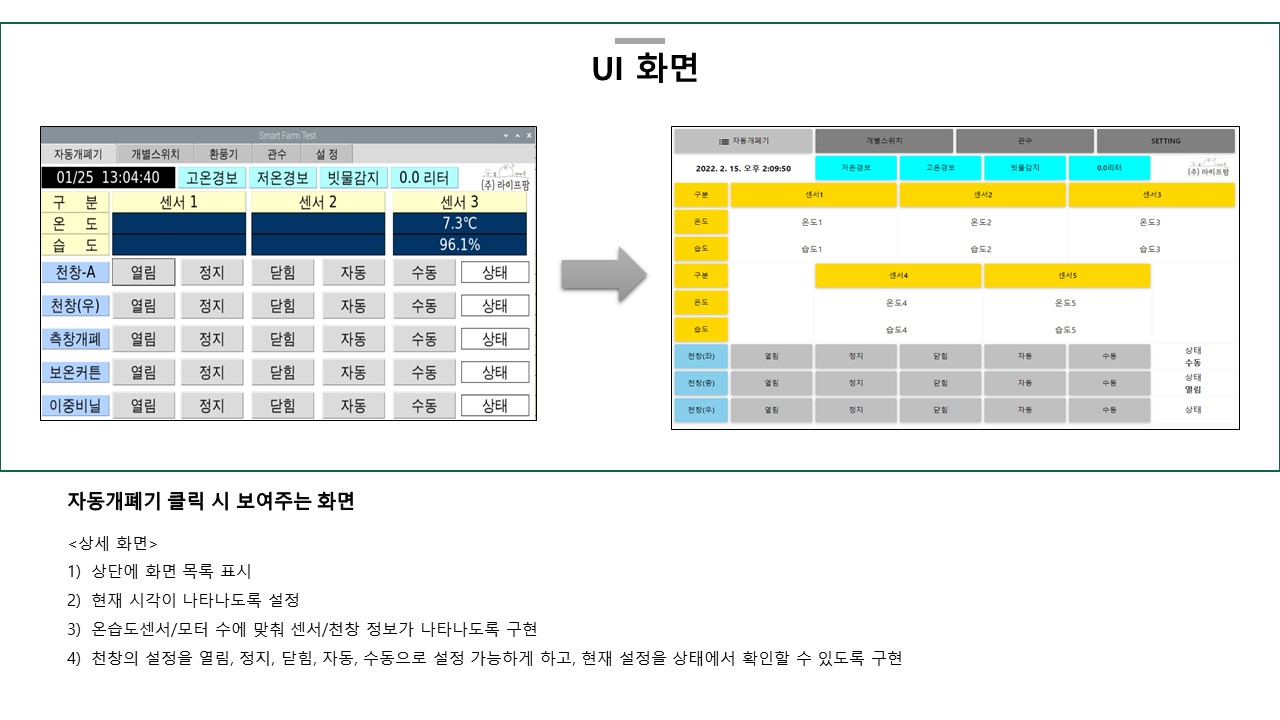 UI 화면
Smart Farm Test
자동개폐기 개별스위치 환풍기 관수 설 정
01/25 13:04:40 고온경보 저온경보 빗물감지 0.0 리터 (주) 라이프팜
구 분 센서 1 센서 2 센서 3
온 도 7.3℃
습 도 96.1%
천창-A 열림 정지 닫힘 자동 수동 상태
천창(우) 열림 정지 닫힘 자동 수동 상태
측창개폐 열림 정지 닫힘 자동 수동 상태
보온커튼 열림 정지 닫힘 자동 수동 상태
이중비닐 열림 정지 닫힘 자동 수동 상태
자동개폐기 개별스위치 관수 SETTING
2022. 2. 15. 오후 2:09:50 저온경보 고온경보 빗물감지 0.0리터 (주) 라이프팜
구분 센서1 센서2 센서3
온도 온도1 온도2 온도3
습도 습도1 습도2 습도3
구분 센서4 센서5
온도 온도4 온도5
습도 습도4 습도5
천창(좌) 열림 정지 닫힘 자동 수동 상태
수동
천창(중) 열림 정지 닫힘 자동 수동 상태
열림
천창(우) 열림 정지 닫힘 자동 수동 상태
자동개폐기 클릭 시 보여주는 화면
<상세 화면>
1) 상단에 화면 목록 표시
2) 현재 시각이 나타나도록 설정
3) 온습도센서/모터 수에 맞춰 센서/천창 정보가 나타나도록 구현
4) 천창의 설정을 열림, 정지, 닫힘, 자동, 수동으로 설정 가능하게 하고, 현재 설정을 상태에서 확인할 수 있도록 구현